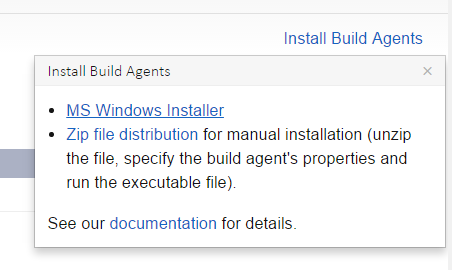 Install Build Agents
Install Build Agents ×
• MS Windows Installer
• Zip file distribution for manual installation (unzip
the file, specify the build agent's properties and
run the executable file).
See our documentation for details.